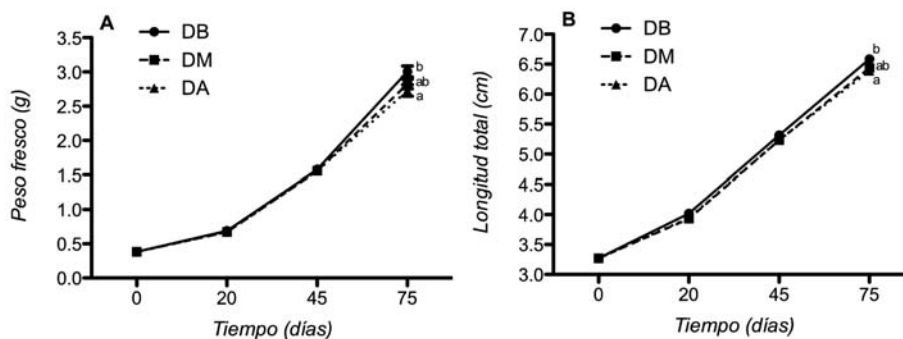 A
DB
DM
DA
3.5
3.0
2.5
2.0
1.5
1.0
0.5
0.0
Peso fresco (g)
b
ab
a
0 20 45 75
Tiempo (días)
B
DB
DM
DA
7.0
6.5
6.0
5.5
5.0
4.5
4.0
3.5
3.0
Longitud total (cm)
b
ab
a
0 20 45 75
Tiempo (días)